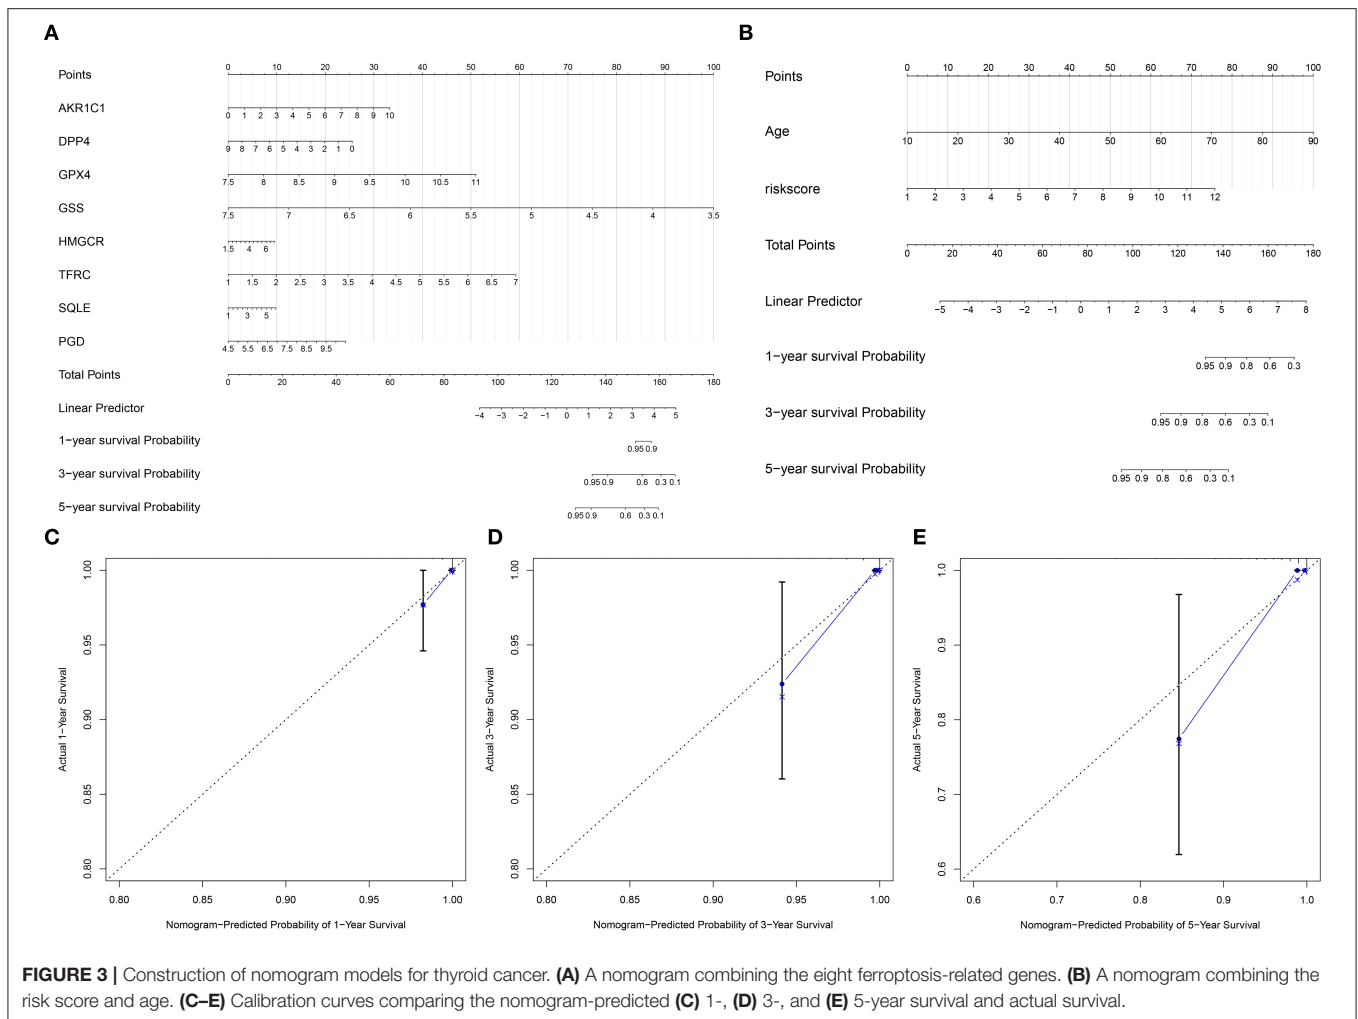 A
Points
0 10 20 30 40 50 60 70 80 90 100
AKR1C1
0 1 2 3 4 5 6 7 8 9 10
DPP4
9 8 7 6 5 4 3 2 1 0
GPX4
7.5 8 8.5 9 9.5 10 10.5 11
GSS
7.5 7 6.5 6 5.5 5 4.5 4 3.5
HMGCR
1.5 4 6
TFRC
1 1.5 2 2.5 3 3.5 4 4.5 5 5.5 6 6.5 7
SQLE
1 3 5
PGD
4.5 5.5 6.5 7.5 8.5 9.5
Total Points
0 20 40 60 80 100 120 140 160 180
Linear Predictor
−4 −3 −2 −1 0 1 2 3 4 5
1−year survival Probability
0.95 0.9
3−year survival Probability
0.95 0.9 0.6 0.3 0.1
5−year survival Probability
0.95 0.9 0.6 0.3 0.1
B
Points
0 10 20 30 40 50 60 70 80 90 100
Age
10 20 30 40 50 60 70 80 90
riskscore
1 2 3 4 5 6 7 8 9 10 11 12
Total Points
0 20 40 60 80 100 120 140 160 180
Linear Predictor
−5 −4 −3 −2 −1 0 1 2 3 4 5 6 7 8
1−year survival Probability
0.95 0.9 0.8 0.6 0.3
3−year survival Probability
0.95 0.9 0.8 0.6 0.3 0.1
5−year survival Probability
0.95 0.9 0.8 0.6 0.3 0.1
C
Actual 1−Year Survival
1.00
0.95
0.90
0.85
0.80
0.80 0.85 0.90 0.95 1.00
Nomogram−Predicted Probability of 1−Year Survival
D
Actual 3−Year Survival
1.00
0.95
0.90
0.85
0.80
0.80 0.85 0.90 0.95 1.00
Nomogram−Predicted Probability of 3−Year Survival
E
Actual 5−Year Survival
1.0
0.9
0.8
0.7
0.6
0.6 0.7 0.8 0.9 1.0
Nomogram−Predicted Probability of 5−Year Survival
FIGURE 3 | Construction of nomogram models for thyroid cancer. (A) A nomogram combining the eight ferroptosis-related genes. (B) A nomogram combining the
risk score and age. (C–E) Calibration curves comparing the nomogram-predicted (C) 1-, (D) 3-, and (E) 5-year survival and actual survival.